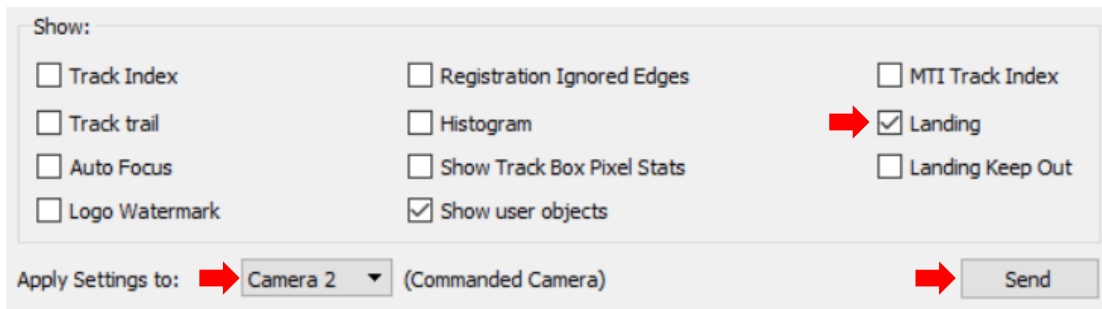 Show:
Track Index
Registration Ignored Edges
MTI Track Index
Track trail
Histogram
Landing
Auto Focus
Show Track Box Pixel Stats
Landing Keep Out
Logo Watermark
Show user objects
Apply Settings to: Camera 2 (Commanded Camera) Send